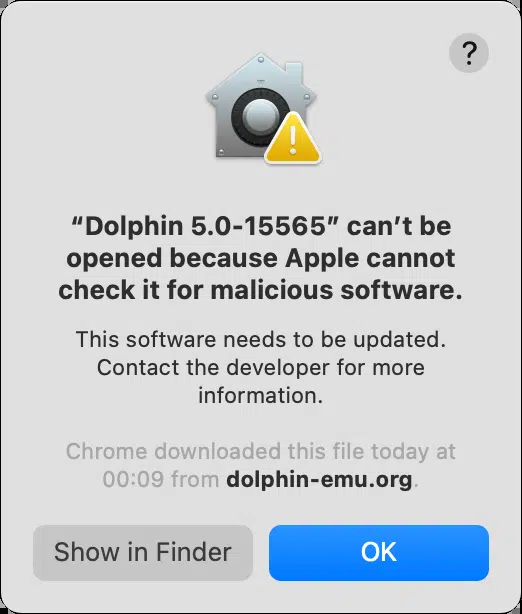 ?
“Dolphin 5.0-15565” can’t be
opened because Apple cannot
check it for malicious software.
This software needs to be updated.
Contact the developer for more
information.
Chrome downloaded this file today at
00:09 from dolphin-emu.org.
Show in Finder
OK